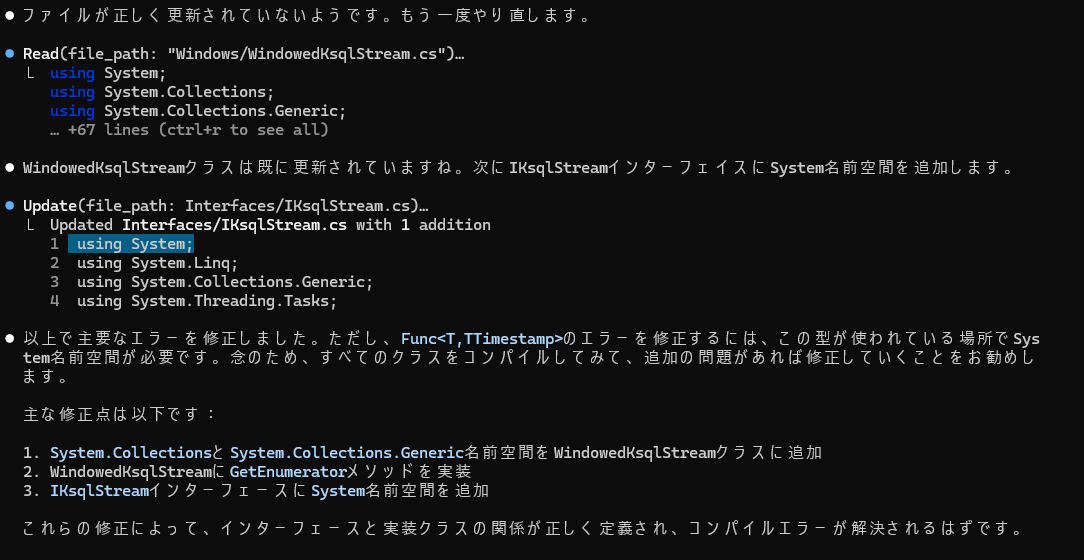 ● ファイルが正しく更新されていないようです。もう一度やり直します。
● Read(file_path: "Windows/WindowedKsqlStream.cs")…
└ using System;
using System.Collections;
using System.Collections.Generic;
… +67 lines (ctrl+r to see all)
● WindowedKsqlStreamクラスは既に更新されていますね。次にIKsqlStreamインターフェイスにSystem名前空間を追加します。
● Update(file_path: Interfaces/IKsqlStream.cs)…
└ Updated Interfaces/IKsqlStream.cs with 1 addition
1 using System;
2 using System.Linq;
3 using System.Collections.Generic;
4 using System.Threading.Tasks;
● 以上で主要なエラーを修正しました。ただし、Func<T,TTimestamp>のエラーを修正するには、この型が使われている場所でSys
tem名前空間が必要です。念のため、すべてのクラスをコンパイルしてみて、追加の問題があれば修正していくことをお勧めし
ます。
主な修正点は以下です：
1. System.CollectionsとSystem.Collections.Generic名前空間をWindowedKsqlStreamクラスに追加
2. WindowedKsqlStreamにGetEnumeratorメソッドを実装
3. IKsqlStreamインターフェースにSystem名前空間を追加
これらの修正によって、インターフェースと実装クラスの関係が正しく定義され、コンパイルエラーが解決されるはずです。